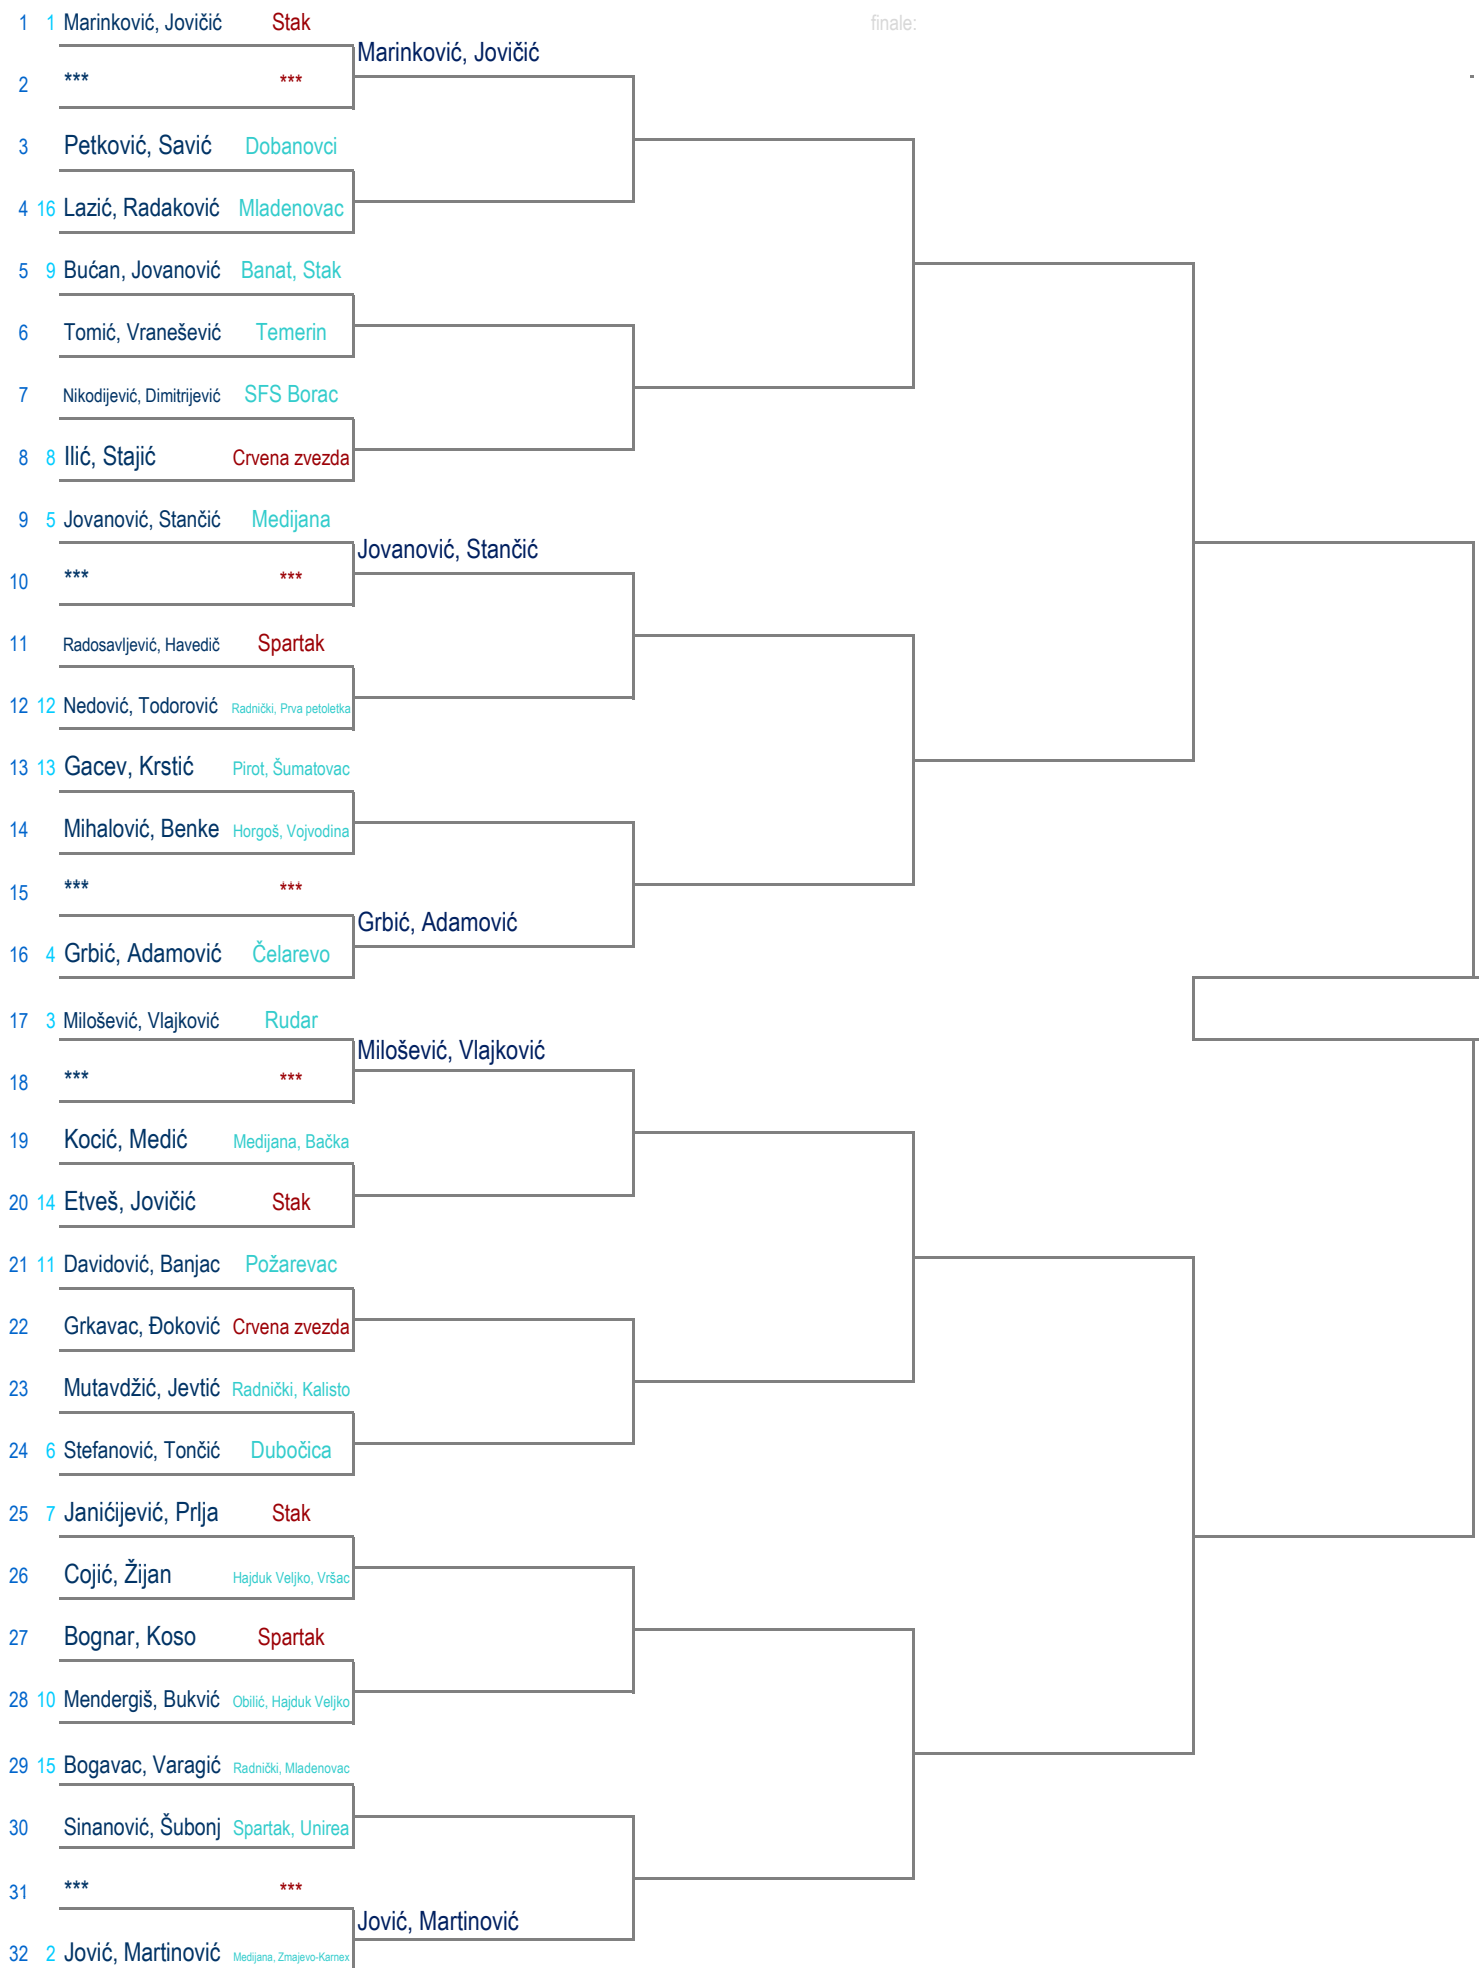 1 1 Marinković, Jovičić Stak finale:
Marinković, Jovičić
2 *** ***
3 Petković, Savić Dobanovci
4 16 Lazić, Radaković Mladenovac
5 9 Bućan, Jovanović Banat, Stak
6 Tomić, Vranešević Temerin
7 Nikodijević, Dimitrijević SFS Borac
8 8 Ilić, Stajić Crvena zvezda
9 5 Jovanović, Stančić Medijana
Jovanović, Stančić
10 *** ***
11 Radosavljević, Havedič Spartak
12 12 Nedović, Todorović Radnički, Prva petoletka
13 13 Gacev, Krstić Pirot, Šumatovac
14 Mihalović, Benke Horgoš, Vojvodina
15 *** ***
Grbić, Adamović
16 4 Grbić, Adamović Čelarevo
17 3 Milošević, Vlajković Rudar
Milošević, Vlajković
18 *** ***
19 Kocić, Medić Medijana, Bačka
20 14 Etveš, Jovičić Stak
21 11 Davidović, Banjac Požarevac
22 Grkavac, Đoković Crvena zvezda
23 Mutavdžić, Jevtić Radnički, Kalisto
24 6 Stefanović, Tončić Dubočica
25 7 Janićijević, Prlja Stak
26 Cojić, Žijan Hajduk Veljko, Vršac
27 Bognar, Koso Spartak
28 10 Mendergiš, Bukvić Obilić, Hajduk Veljko
29 15 Bogavac, Varagić Radnički, Mladenovac
30 Sinanović, Šubonj Spartak, Unirea
31 *** ***
Jović, Martinović
32 2 Jović, Martinović Medijana, Zmajevo-Karnex